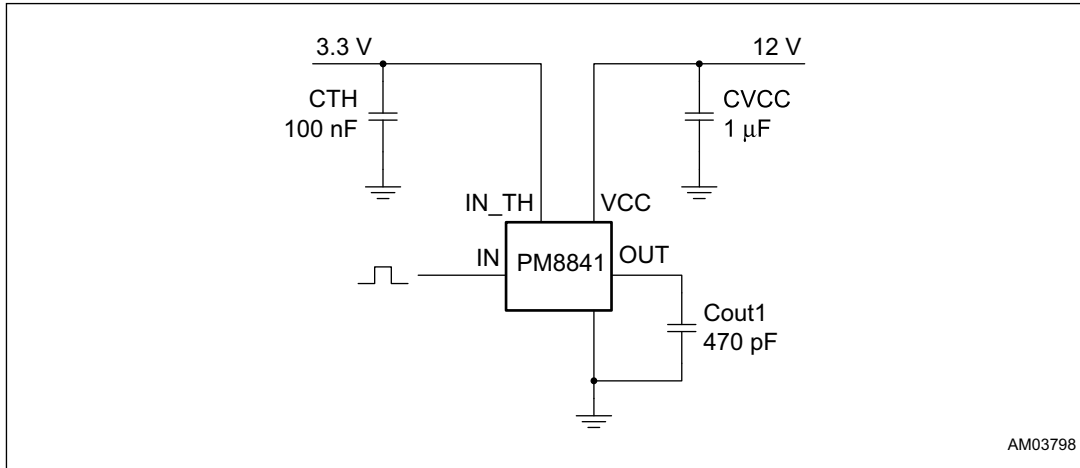 3.3 V
12 V
CTH
100 nF
CVCC
1 μF
IN_TH
VCC
IN
PM8841
OUT
Cout1
470 pF
AM03798